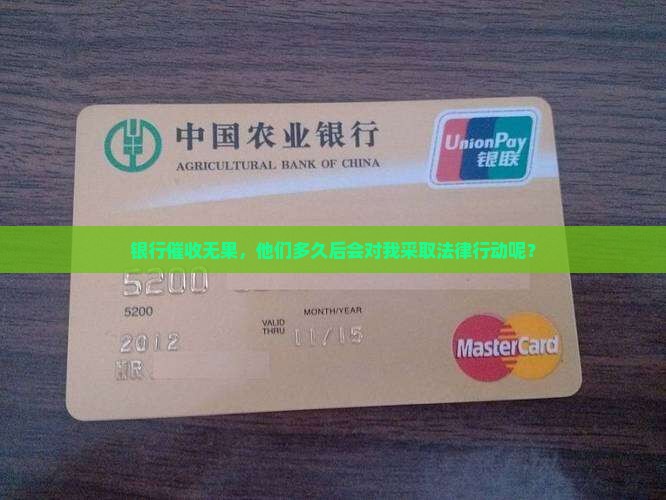 中国农业银行
AGRICULTURAL BANK OF CHINA
UnionPay
银联
银行催收无果，他们多久后会对我采取法律行动呢？
5200
5200
MONTH/YEAR
VALID
THRU
11/15
2012
MR
MasterCard